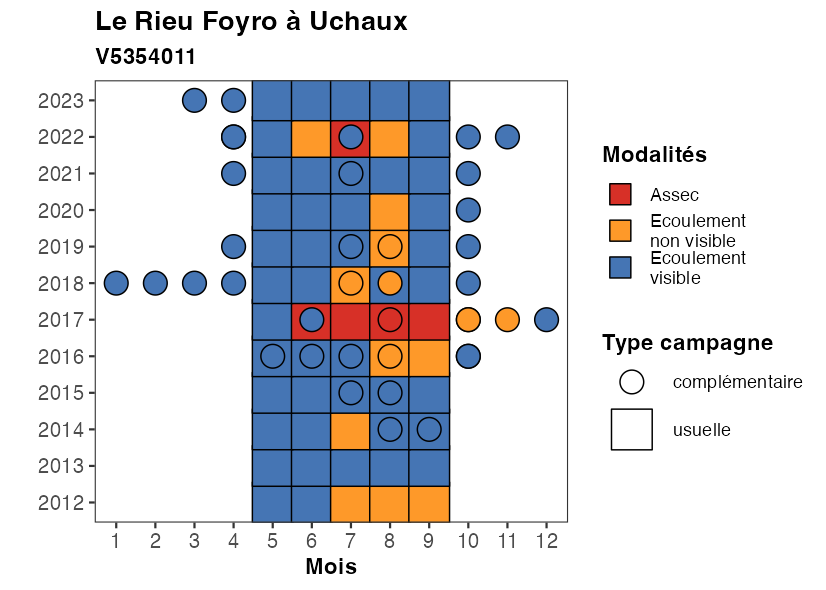 Le Rieu Foyro à Uchaux
V5354011
2023
2022
2021
2020
2019
2018
2017
2016
2015
2014
2013
2012
1 2 3 4 5 6 7 8 9 10 11 12
Mois
Modalités
Assec
Ecoulement
non visible
Ecoulement
visible
Type campagne
complémentaire
usuelle